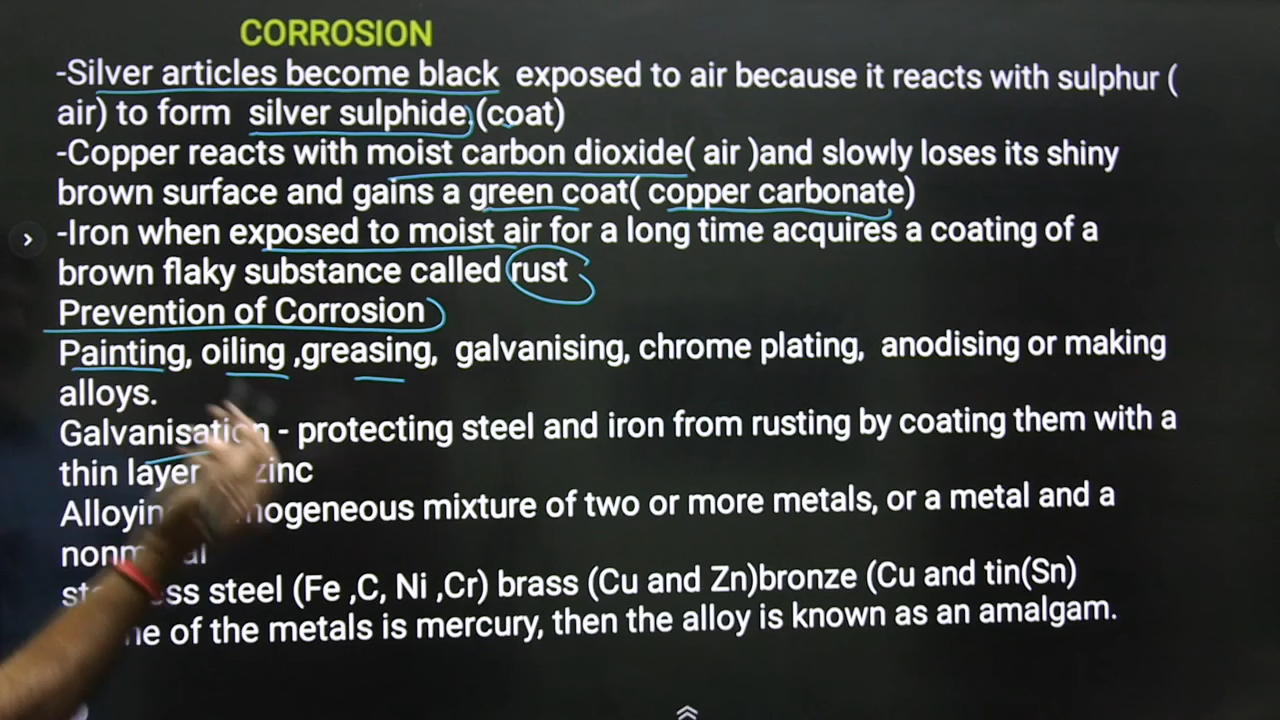 CORROSION
-Silver articles become black exposed to air because it reacts with sulphur (
air) to form silver sulphide.(coat)
-Copper reacts with moist carbon dioxide( air )and slowly loses its shiny
brown surface and gains a green coat( copper carbonate)
-Iron when exposed to moist air for a long time acquires a coating of a
brown flaky substance called rust
Prevention of Corrosion
Painting, oiling ,greasing, galvanising, chrome plating, anodising or making
alloys.
Galvanisation - protecting steel and iron from rusting by coating them with a
thin layer zinc
mixture of two or more metals, or a metal and a
steel (Fe ,C, Ni ,Cr) brass (Cu and Zn)bronze (Cu and tin(Sn)
of the metals is mercury, then the alloy is known as an amalgam.